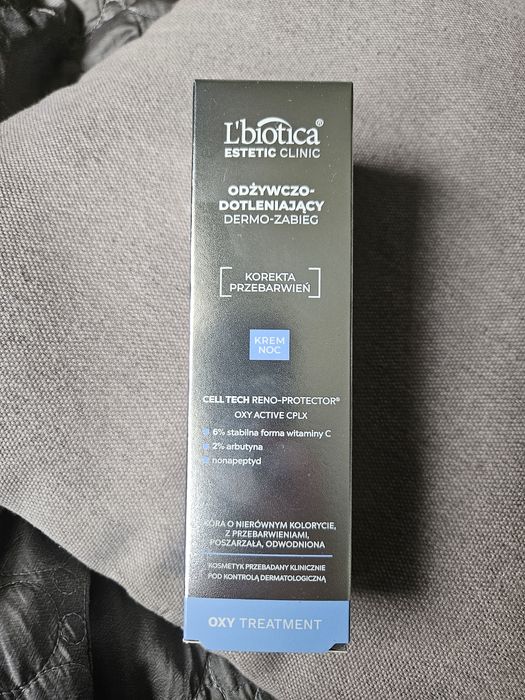 L'biotica®
ESTETIC CLINIC
ODŻYWCZO-
DOTLENIAJĄCY
DERMO-ZABIEG
KOREKTA
PRZEBARWIEŃ
KREM
NOC
CELL TECH RENO-PROTECTOR®
OXY ACTIVE CPLX
6% stabilna forma witaminy C
2% arbutyna
nonapeptyd
SKÓRA O NIERÓWNYM KOLORYCIE,
Z PRZEBARWIENIAMI,
POSZARZAŁA, ODWODNIONA
KOSMETYK PRZEBADANY KLINICZNIE
POD KONTROLĄ DERMATOLOGICZNĄ
OXY TREATMENT